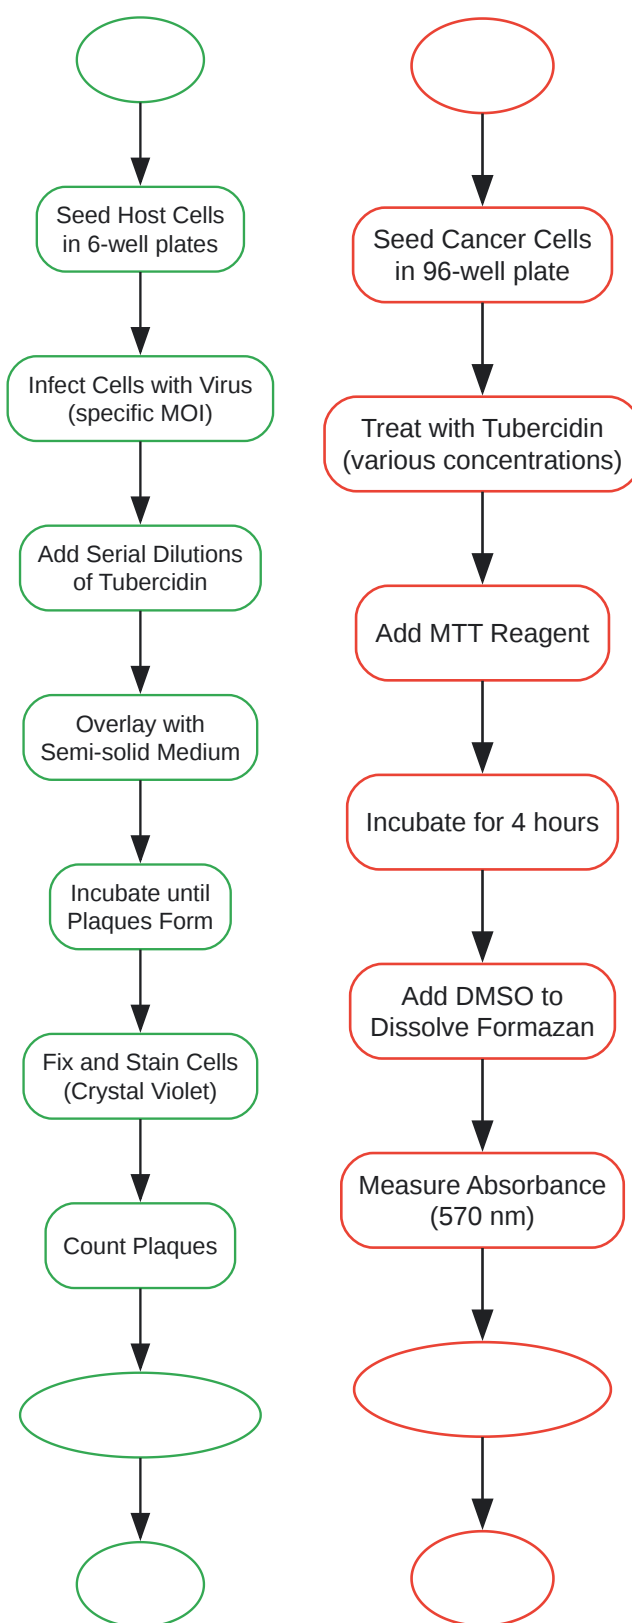 Seed Host Cells
in 6-well plates
Infect Cells with Virus
(specific MOI)
Add Serial Dilutions
of Tubercidin
Overlay with
Semi-solid Medium
Incubate until
Plaques Form
Fix and Stain Cells
(Crystal Violet)
Count Plaques
Seed Cancer Cells
in 96-well plate
Treat with Tubercidin
(various concentrations)
Add MTT Reagent
Incubate for 4 hours
Add DMSO to
Dissolve Formazan
Measure Absorbance
(570 nm)